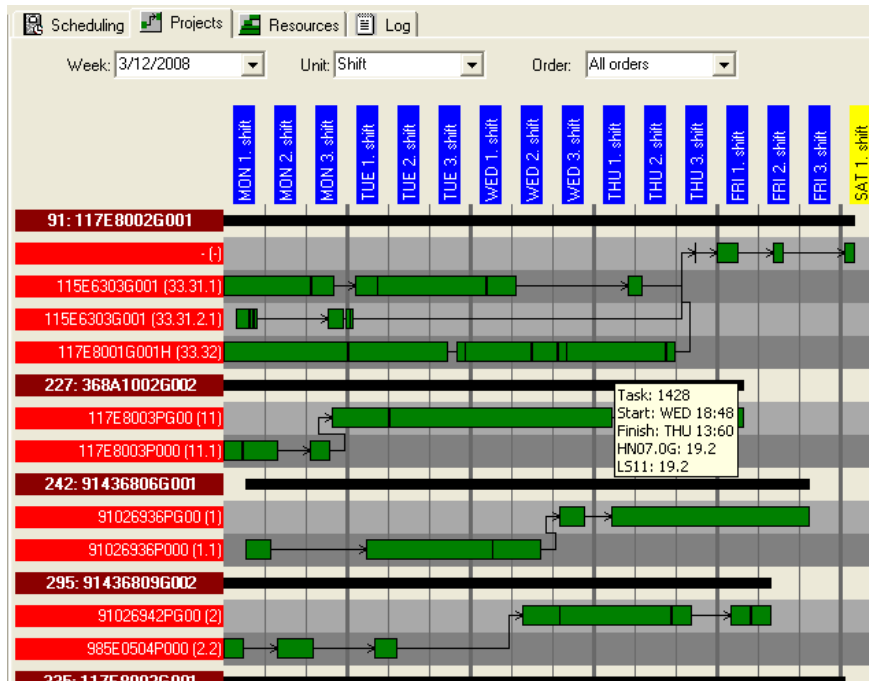 Scheduling Projects Resources Log
Week: 3/12/2008 Unit: Shift Order: All orders
MON 1. shift MON 2. shift MON 3. shift TUE 1. shift TUE 2. shift TUE 3. shift WED 1. shift WED 2. shift WED 3. shift THU 1. shift THU 2. shift THU 3. shift FRI 1. shift FRI 2. shift FRI 3. shift SAT 1. shift
91: 117E8002G001
- (-)
115E6303G001 (33.31.1)
115E6303G001 (33.31.2.1)
117E8001G001H (33.32)
227: 368A1002G002
117E8003PG00 (11)
117E8003P000 (11.1)
Task: 1428
Start: WED 18:48
Finish: THU 13:60
HN07.0G: 19.2
LS11: 19.2
242: 91436806G001
91026936PG00 (1)
91026936P000 (1.1)
295: 91436809G002
91026942PG00 (2)
985E0504P000 (2.2)